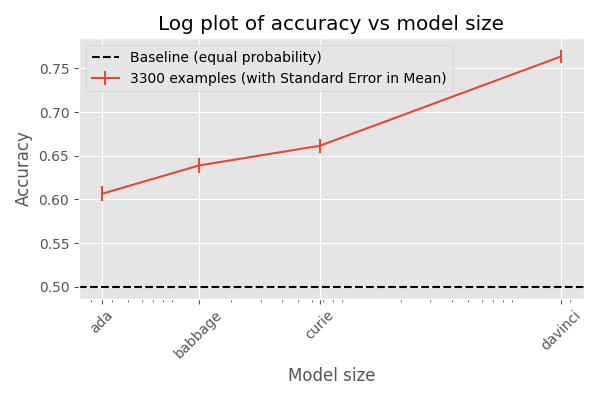 Log plot of accuracy vs model size
Baseline (equal probability)
3300 examples (with Standard Error in Mean)
Accuracy
0.75
0.70
0.65
0.60
0.55
0.50
ada
babbage
curie
davinci
Model size